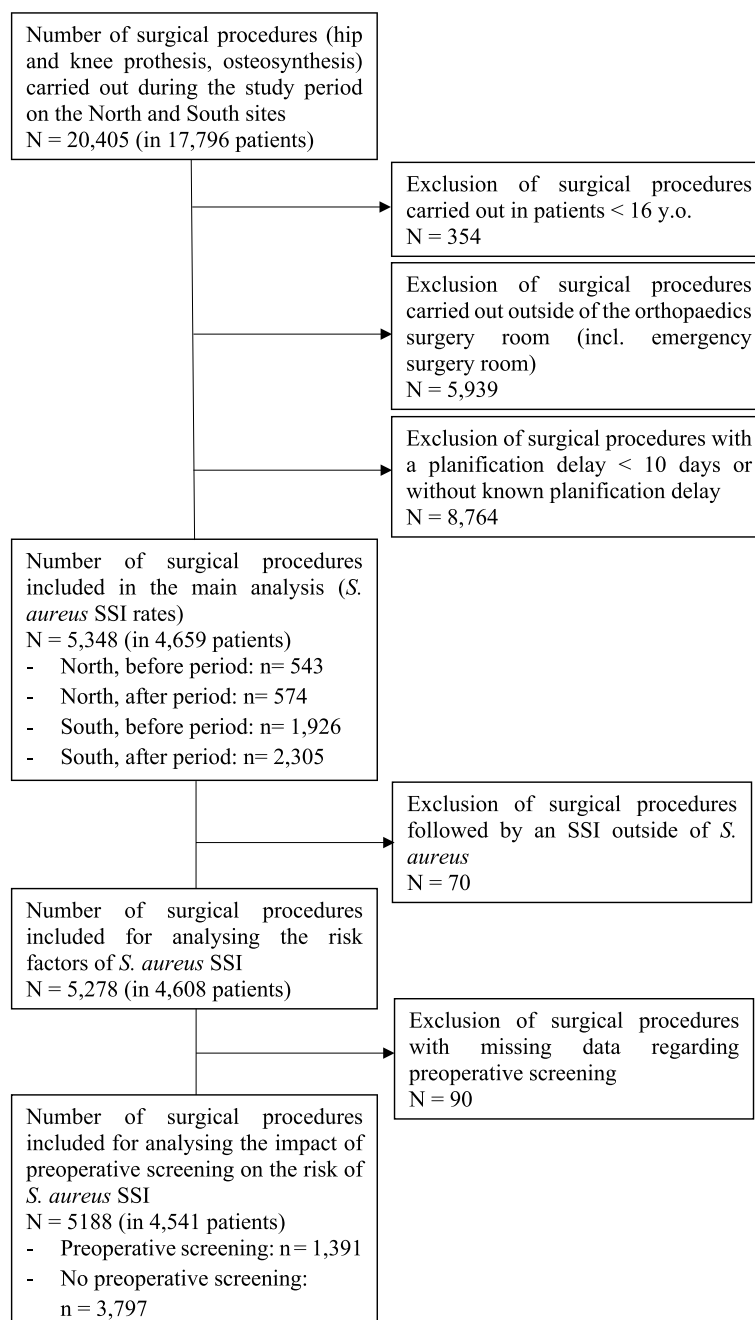 Number of surgical procedures (hip
and knee prothesis, osteosynthesis)
carried out during the study period
on the North and South sites
N = 20,405 (in 17,796 patients)
Exclusion of surgical procedures
carried out in patients < 16 y.o.
N = 354
Exclusion of surgical procedures
carried out outside of the orthopaedics
surgery room (incl. emergency
surgery room)
N = 5,939
Exclusion of surgical procedures with
a planification delay < 10 days or
without known planification delay
N = 8,764
Number of surgical procedures
included in the main analysis (S.
aureus SSI rates)
N = 5,348 (in 4,659 patients)
- North, before period: n= 543
- North, after period: n= 574
- South, before period: n= 1,926
- South, after period: n= 2,305
Exclusion of surgical procedures
followed by an SSI outside of S.
aureus
N = 70
Number of surgical procedures
included for analysing the risk
factors of S. aureus SSI
N = 5,278 (in 4,608 patients)
Exclusion of surgical procedures
with missing data regarding
preoperative screening
N = 90
Number of surgical procedures
included for analysing the impact of
preoperative screening on the risk of
S. aureus SSI
N = 5188 (in 4,541 patients)
- Preoperative screening: n = 1,391
- No preoperative screening:
n = 3,797